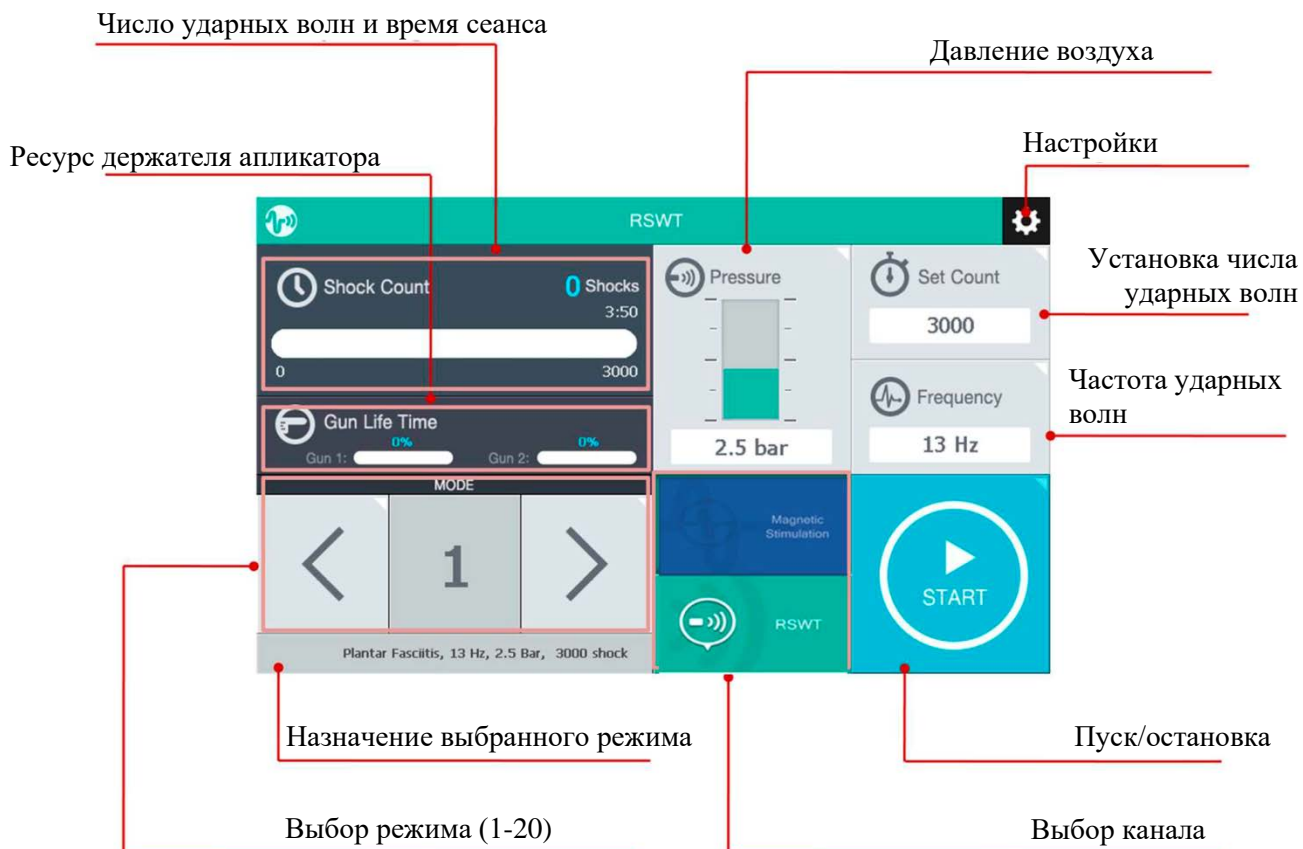 Число ударных волн и время сеанса
Давление воздуха
Ресурс держателя апликатора
Настройки
RSWT
Shock Count
0 Shocks
3:50
0
3000
Pressure
2.5 bar
Set Count
3000
Установка числа
ударных волн
Gun Life Time
0%
0%
Gun 1:
Gun 2:
Frequency
13 Hz
Частота ударных
волн
MODE
1
Magnetic
Stimulation
RSWT
START
Plantar Fasciitis, 13 Hz, 2.5 Bar, 3000 shock
Назначение выбранного режима
Пуск/остановка
Выбор режима (1-20)
Выбор канала